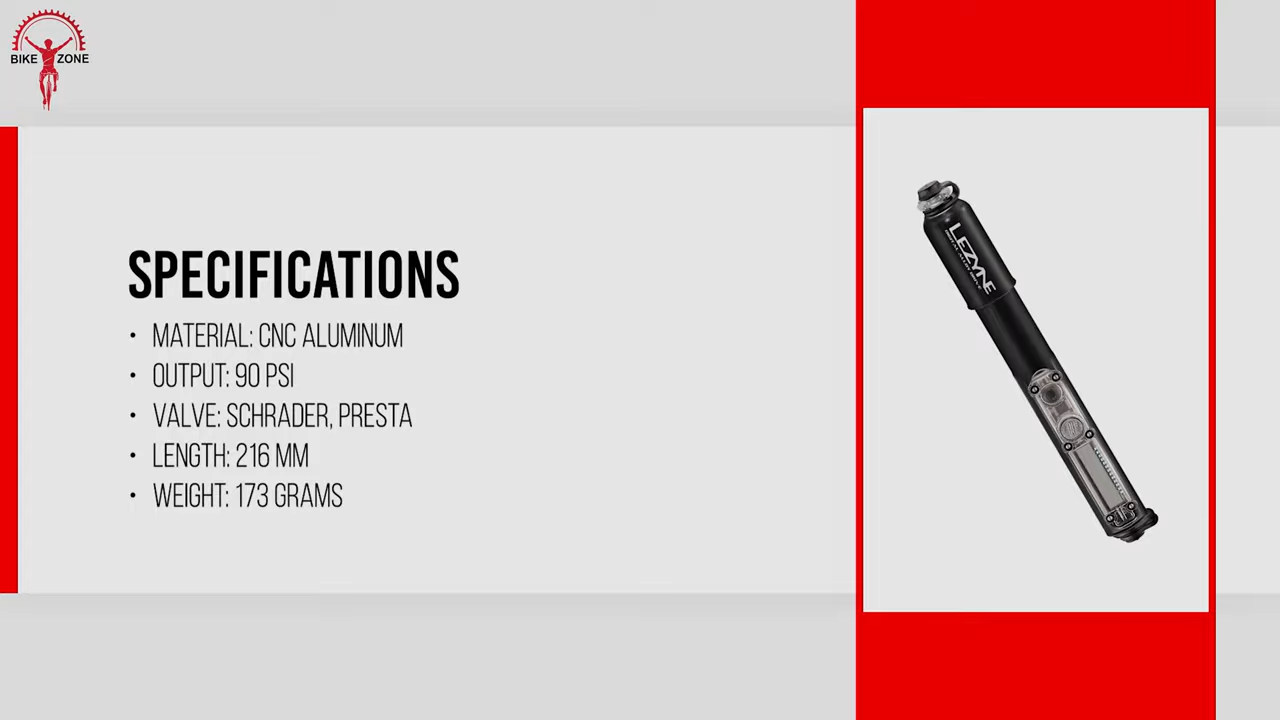 BIKE ZONE
SPECIFICATIONS
• MATERIAL: CNC ALUMINUM
• OUTPUT: 90 PSI
• VALVE: SCHRADER, PRESTA
• LENGTH: 216 MM
• WEIGHT: 173 GRAMS
LEZYNE